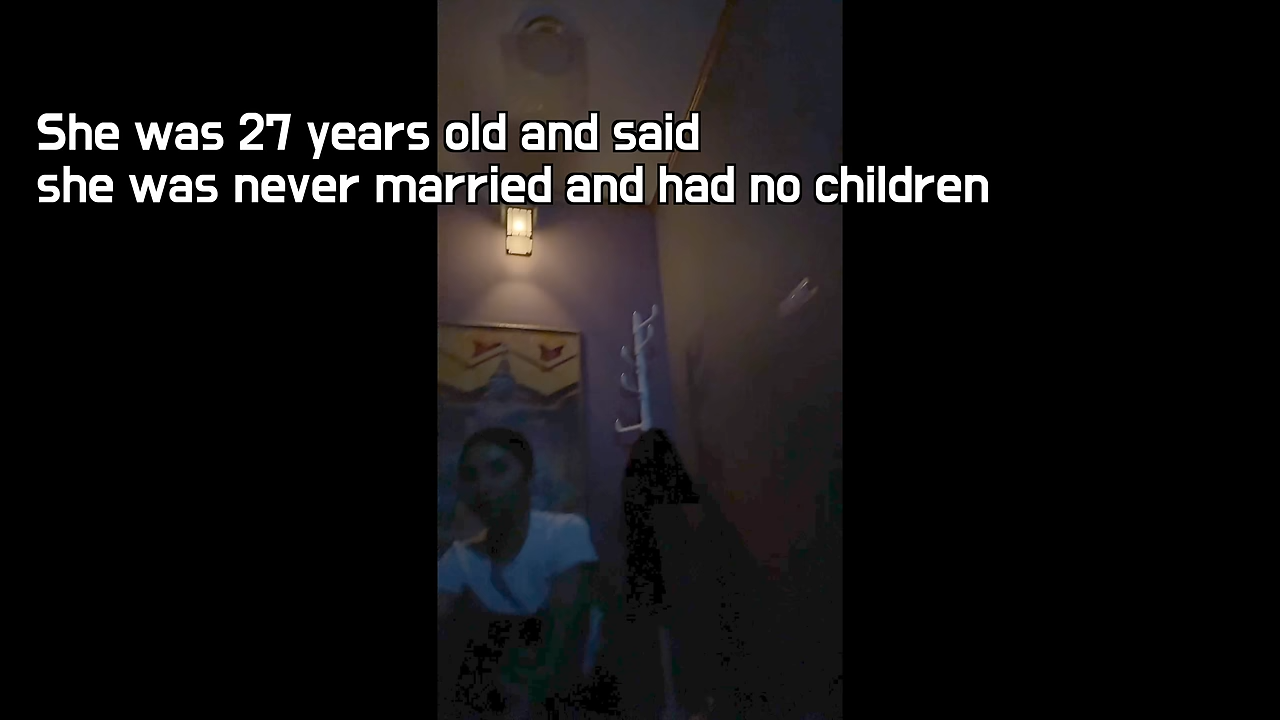 She was 27 years old and said
she was never married and had no children